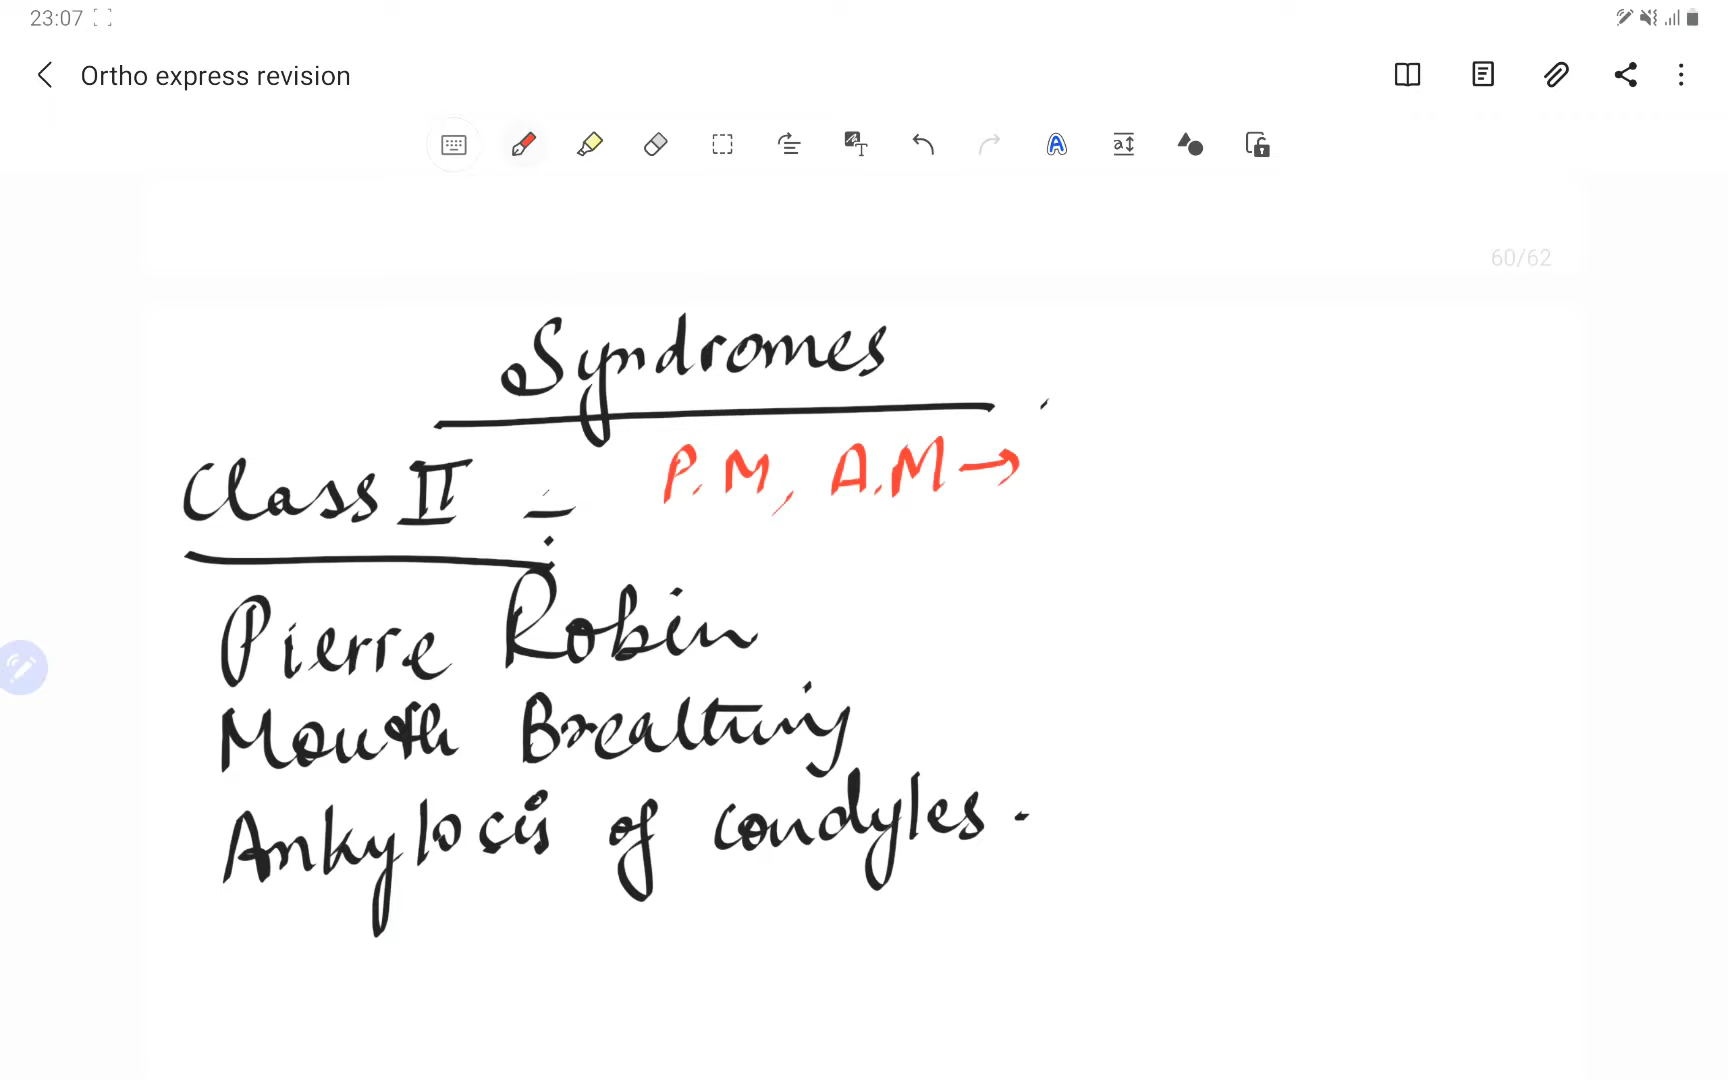 23:07
Ortho express revision
60/62
Syndromes
Class II :-
P.M, A.M →
Pierre Robin
Mouth Breathing
Ankylosis of condyles.